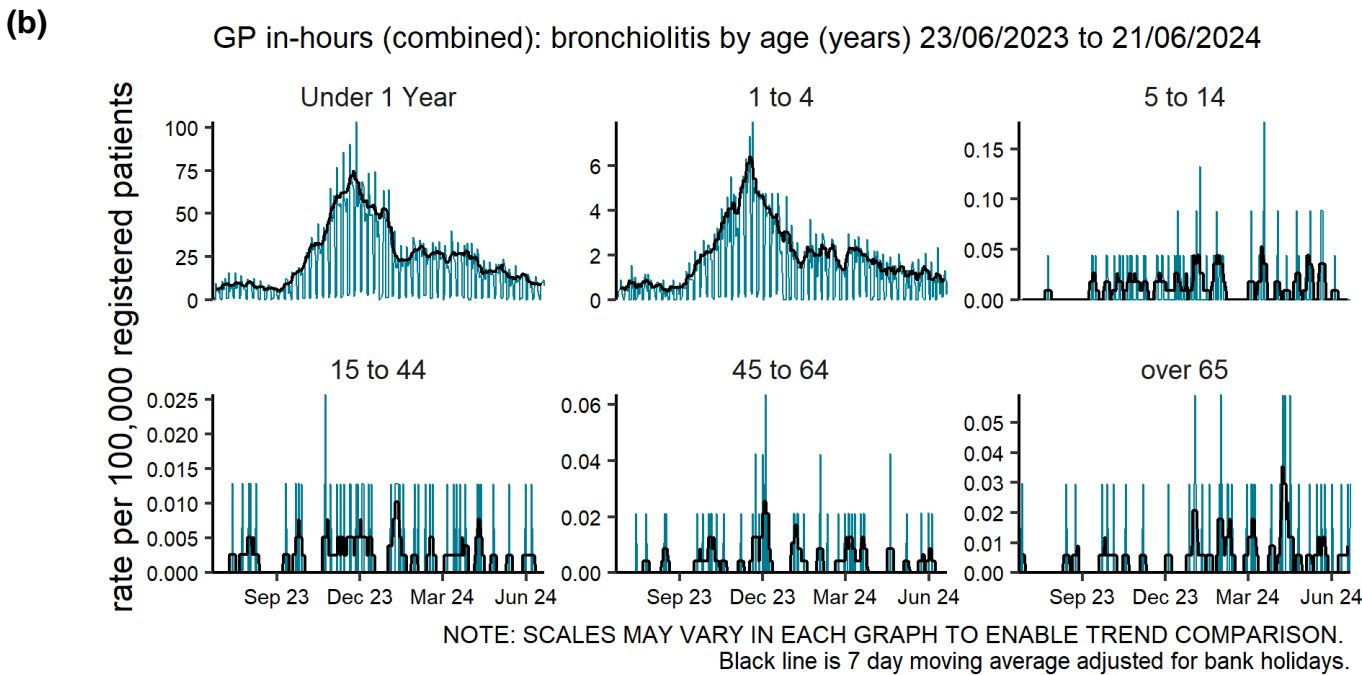 (b)
GP in-hours (combined): bronchiolitis by age (years) 23/06/2023 to 21/06/2024
rate per 100,000 registered patients
Under 1 Year
100
75
50
25
0
1 to 4
6
4
2
0
5 to 14
0.15
0.10
0.05
0.00
15 to 44
0.025
0.020
0.015
0.010
0.005
0.000
Sep 23 Dec 23 Mar 24 Jun 24
45 to 64
0.06
0.04
0.02
0.00
Sep 23 Dec 23 Mar 24 Jun 24
over 65
0.05
0.04
0.03
0.02
0.01
0.00
Sep 23 Dec 23 Mar 24 Jun 24
NOTE: SCALES MAY VARY IN EACH GRAPH TO ENABLE TREND COMPARISON.
Black line is 7 day moving average adjusted for bank holidays.